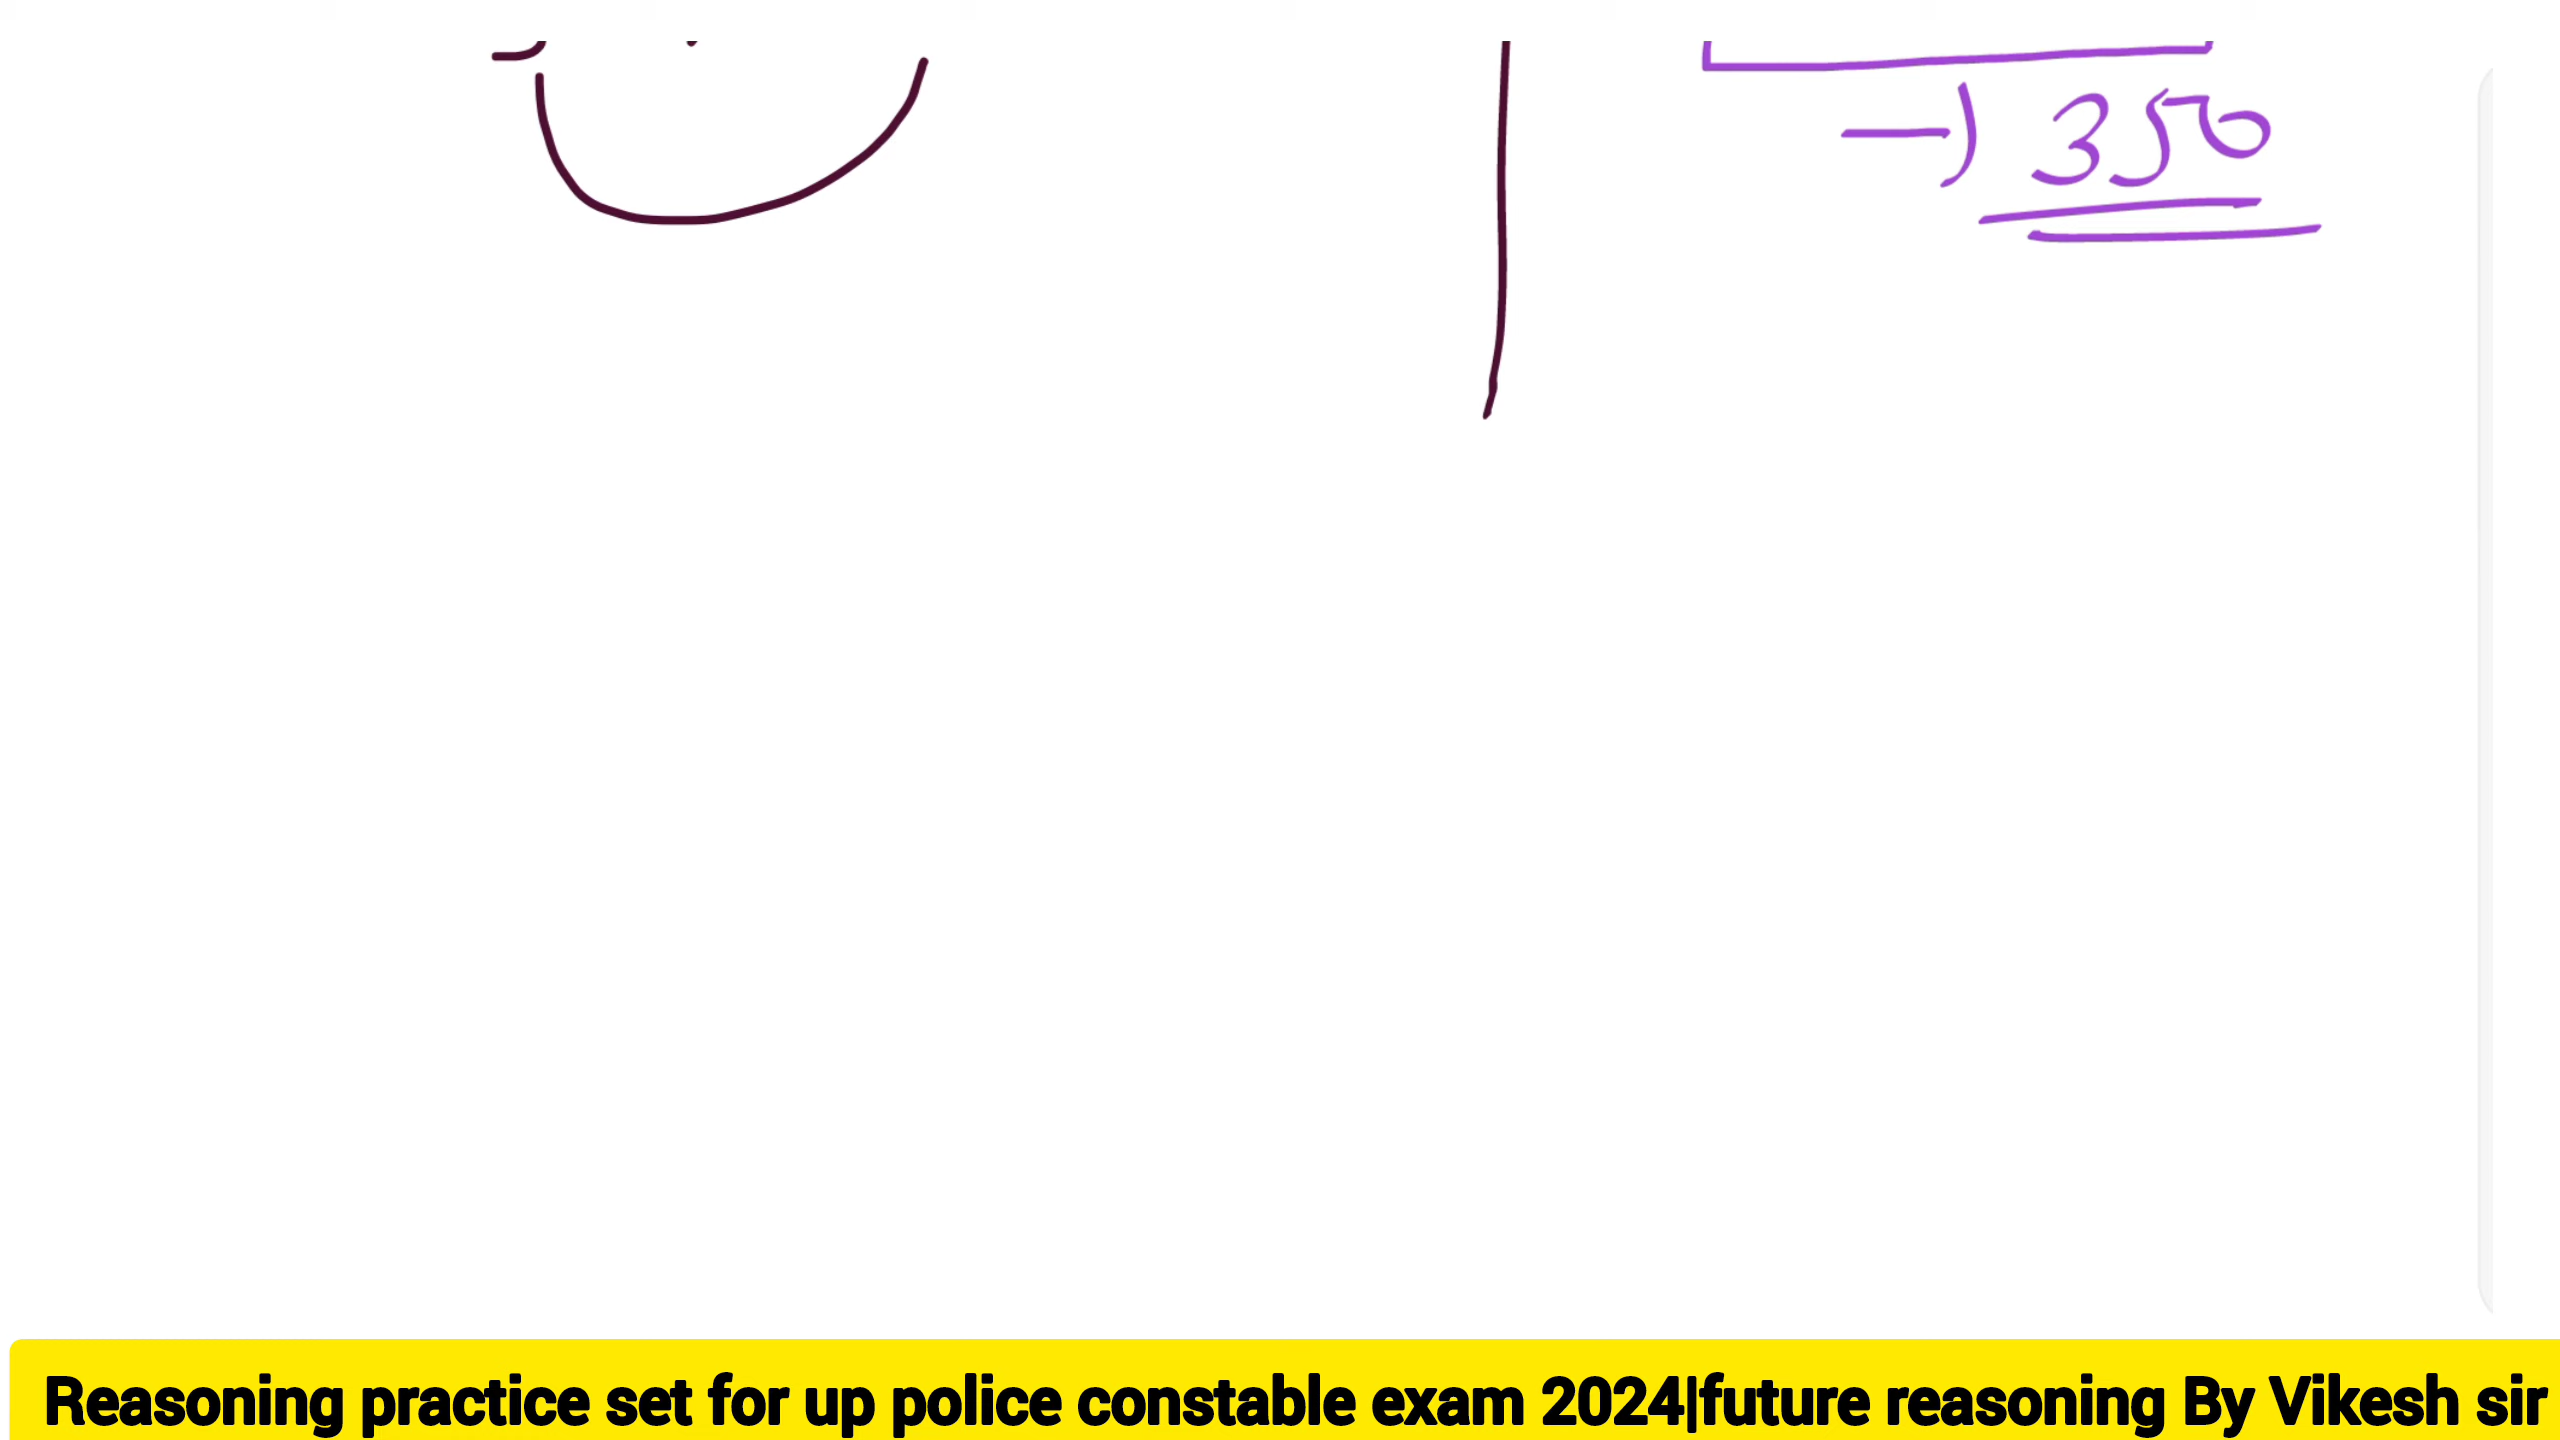 → 350
Reasoning practice set for up police constable exam 2024|future reasoning By Vikesh sir